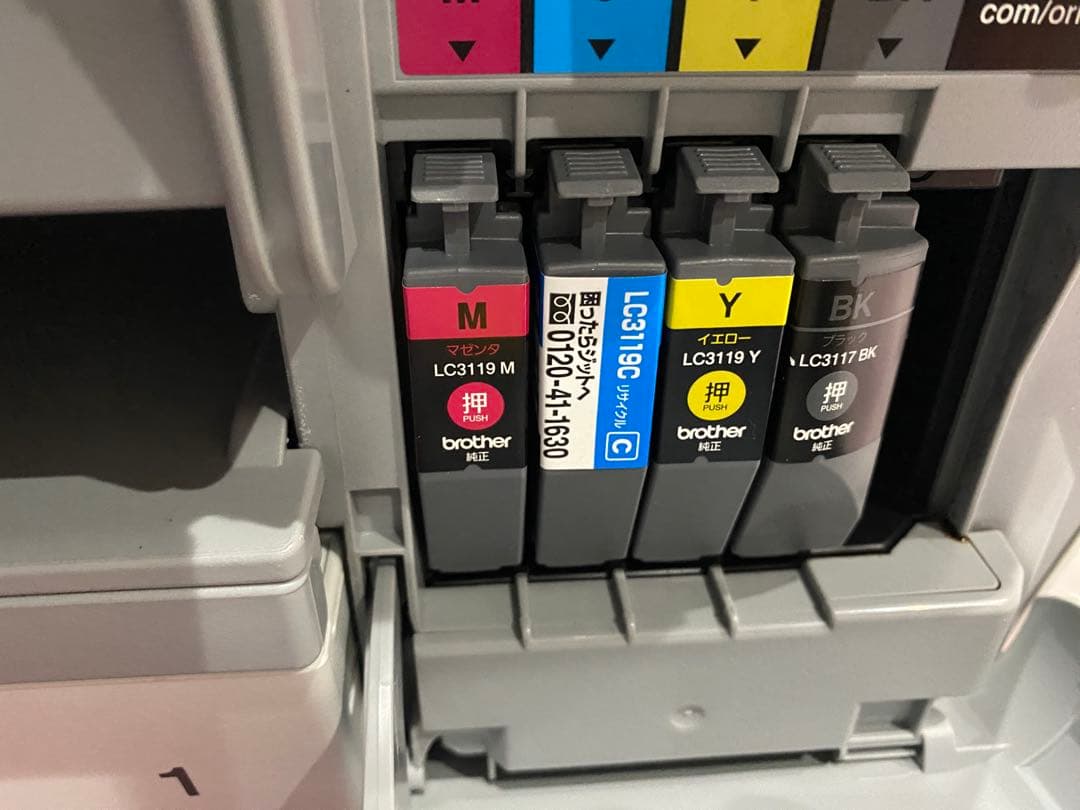 com/or
M
マゼンタ
LC3119 M
押
PUSH
brother
純正
LC3119C リサイクル C
困ったらジットへ
0120-41-1630
Y
イエロー
LC3119 Y
押
PUSH
brother
純正
BK
ブラック
LC3117 BK
押
PUSH
brother
純正
1